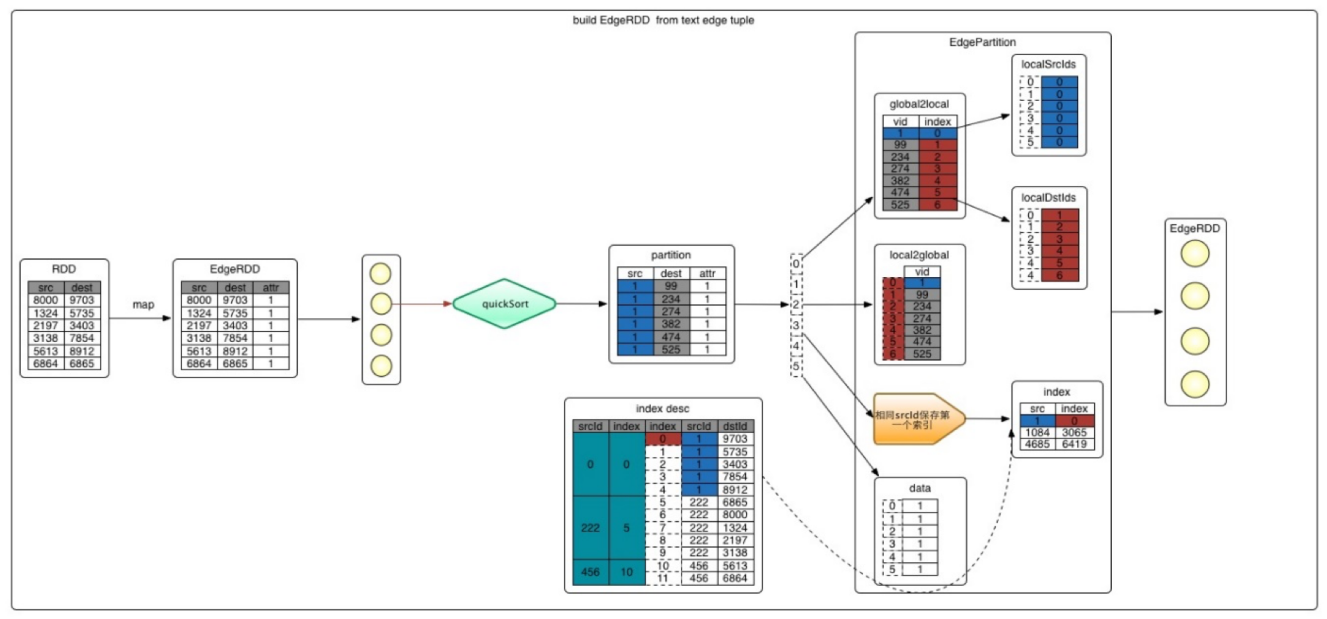 build EdgeRDD from text edge tuple
RDD
src dest
8000 9703
1324 5735
2197 3403
3138 7854
5613 8912
6864 6865
map
EdgeRDD
src dest attr
8000 9703 1
1324 5735 1
2197 3403 1
3138 7854 1
5613 8912 1
6864 6865 1
quickSort
partition
src dest attr
1 99 1
1 234 1
1 274 1
1 382 1
1 474 1
1 525 1
0
1
2
3
4
5
index desc
srcId index index srcId dstId
0 1 9703
1 1 5735
0 0 2 1 3403
3 1 7854
4 1 8912
5 222 6865
6 222 8000
222 5 7 222 1324
8 222 2197
9 222 3138
456 10 10 456 5613
11 456 6864
EdgePartition
global2local
vid index
1 0
99 1
234 2
274 3
382 4
474 5
525 6
localSrcIds
0 0
1 0
2 0
3 0
4 0
5 0
localDstIds
0 1
1 2
2 3
3 4
4 5
4 6
local2global
vid
0 1
1 99
2 234
3 274
4 382
5 474
6 525
相同srcId保存第
一个索引
index
src index
1 0
1084 3065
4685 6419
data
0 1
1 1
2 1
3 1
4 1
5 1
EdgeRDD